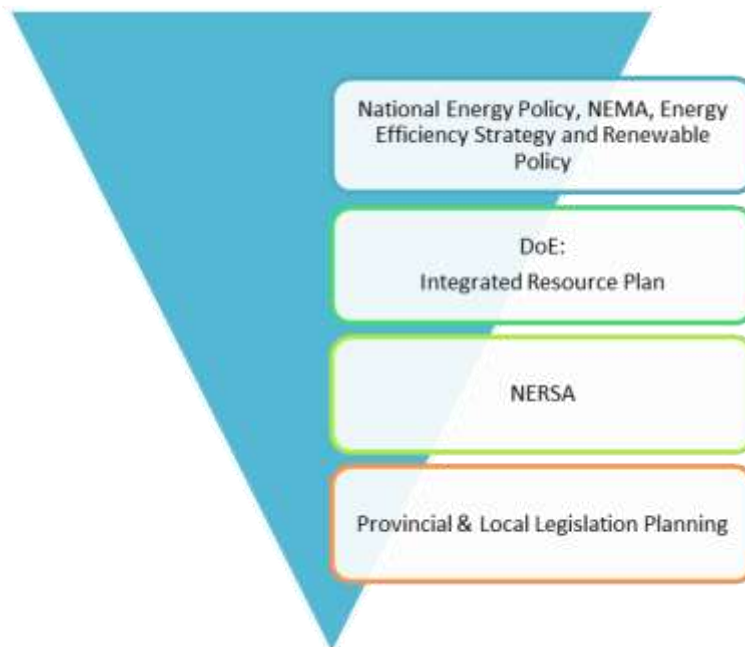 National Energy Policy, NEMA, Energy
Efficiency Strategy and Renewable
Policy
DoE:
Integrated Resource Plan
NERSA
Provincial & Local Legislation Planning